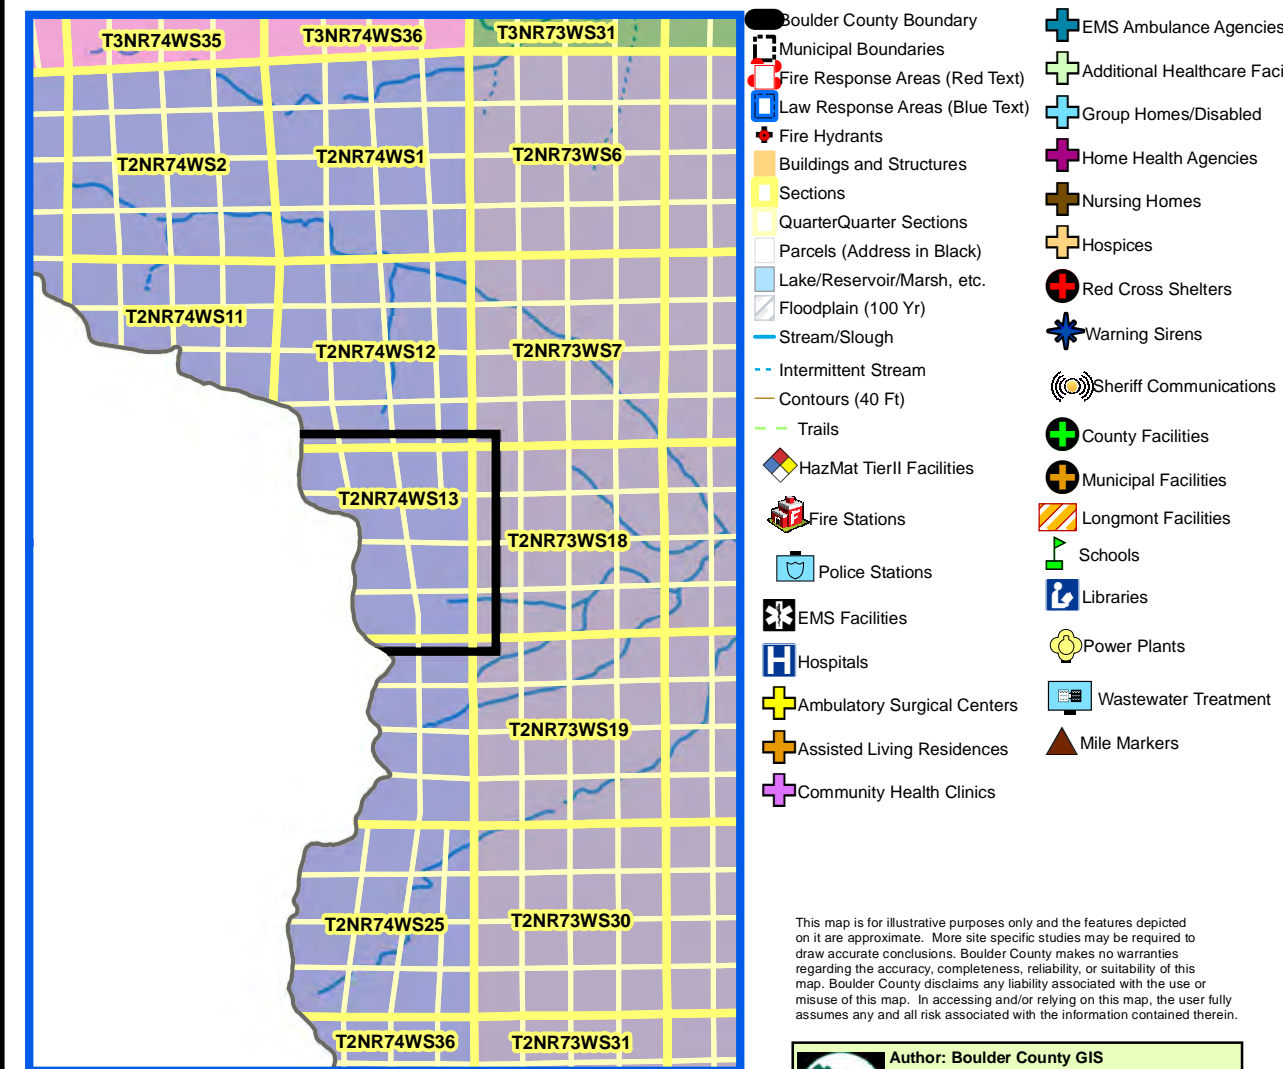 T3NR74WS35
T3NR74WS36
T3NR73WS31
T2NR74WS2
T2NR74WS1
T2NR73WS6
T2NR74WS11
T2NR74WS12
T2NR73WS7
T2NR74WS13
T2NR73WS18
T2NR73WS19
T2NR74WS25
T2NR73WS30
T2NR74WS36
T2NR73WS31
Boulder County Boundary
Municipal Boundaries
Fire Response Areas (Red Text)
Law Response Areas (Blue Text)
Fire Hydrants
Buildings and Structures
Sections
QuarterQuarter Sections
Parcels (Address in Black)
Lake/Reservoir/Marsh, etc.
Floodplain (100 Yr)
Stream/Slough
Intermittent Stream
Contours (40 Ft)
Trails
HazMat TierII Facilities
Fire Stations
Police Stations
EMS Facilities
Hospitals
Ambulatory Surgical Centers
Assisted Living Residences
Community Health Clinics
EMS Ambulance Agencies
Additional Healthcare Faci
Group Homes/Disabled
Home Health Agencies
Nursing Homes
Hospices
Red Cross Shelters
Warning Sirens
Sheriff Communications
County Facilities
Municipal Facilities
Longmont Facilities
Schools
Libraries
Power Plants
Wastewater Treatment
Mile Markers
This map is for illustrative purposes only and the features depicted
on it are approximate. More site specific studies may be required to
draw accurate conclusions. Boulder County makes no warranties
regarding the accuracy, completeness, reliability, or suitability of this
map. Boulder County disclaims any liability associated with the use or
misuse of this map. In accessing and/or relying on this map, the user fully
assumes any and all risk associated with the information contained therein.
Author: Boulder County GIS